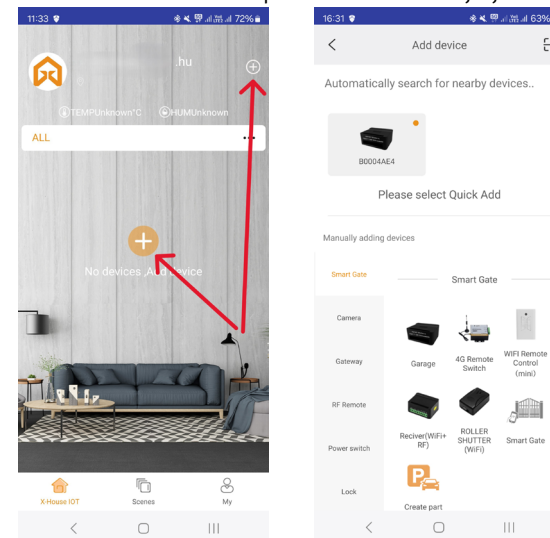 11:33
72%
.hu
TEMPUnknown°C
HUMUnknown
ALL
No devices ,Add device
X-House IOT
Scenes
My
16:31
63%
Add device
Automatically search for nearby devices..
B0004AE4
Please select Quick Add
Manually adding devices
Smart Gate
Smart Gate
Camera
Gateway
RF Remote
Power switch
Lock
Garage
4G Remote
Switch
WIFI Remote
Control
(mini)
Reciver(WiFi+
RF)
ROLLER
SHUTTER
(WiFi)
Smart Gate
Create part